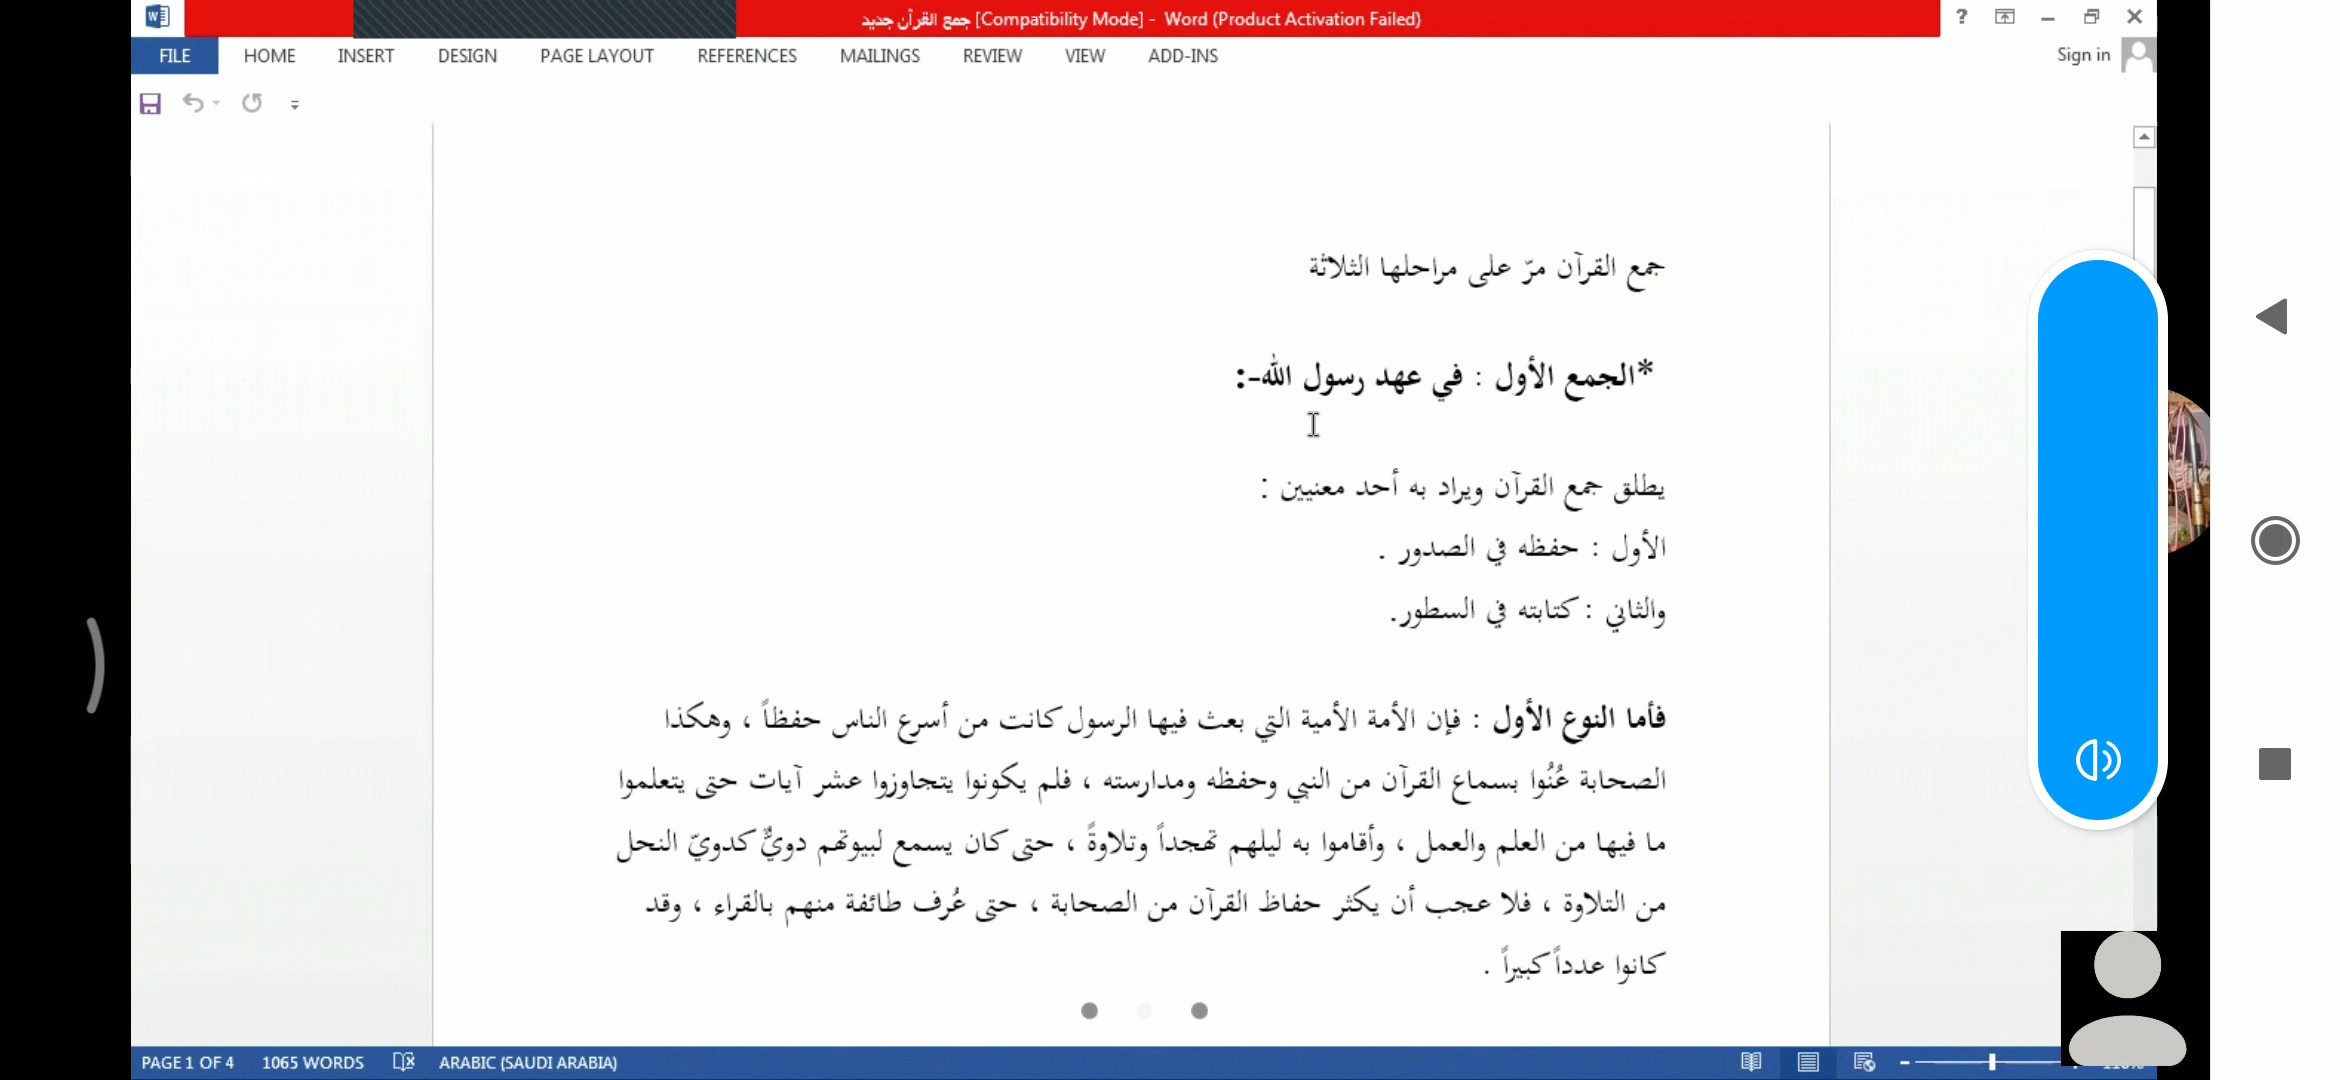 جمع القرآن جديد [Compatibility Mode] - Word (Product Activation Failed)
FILE HOME INSERT DESIGN PAGE LAYOUT REFERENCES MAILINGS REVIEW VIEW ADD-INS Sign in
جمع القرآن مرّ على مراحلها الثلاثة
*الجمع الأول : في عهد رسول الله-:
يطلق جمع القرآن ويراد به أحد معنيين :
الأول : حفظه في الصدور .
والثاني : كتابته في السطور.
فأما النوع الأول : فإن الأمة الأمية التي بعث فيها الرسول كانت من أسرع الناس حفظاً ، وهكذا
الصحابة عُنُوا بسماع القرآن من النبي وحفظه ومدارسته ، فلم يكونوا يتجاوزوا عشر آيات حتى يتعلموا
ما فيها من العلم والعمل ، وأقاموا به ليلهم تهجداً وتلاوةً ، حتى كان يسمع لبيوتهم دويٌّ كدويّ النحل
من التلاوة ، فلا عجب أن يكثر حفاظ القرآن من الصحابة ، حتى عُرف طائفة منهم بالقراء ، وقد
كانوا عدداً كبيراً .
PAGE 1 OF 4 1065 WORDS ARABIC (SAUDI ARABIA)